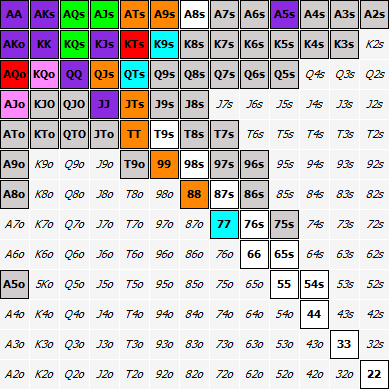 AA AKs AQs AJs ATs A9s A8s A7s A6s A5s A4s A3s A2s
AKo KK KQs KJs KTs K9s K8s K7s K6s K5s K4s K3s K2s
AQo KQo QQ QJs QTs Q9s Q8s Q7s Q6s Q5s Q4s Q3s Q2s
AJo KJO QJO JJ JTs J9s J8s J7s J6s J5s J4s J3s J2s
ATo KTo QTO JTo TT T9s T8s T7s T6s T5s T4s T3s T2s
A9o K9o Q9o J9o T9o 99 98s 97s 96s 95s 94s 93s 92s
A8o K8o Q8o J8o T8o 98o 88 87s 86s 85s 84s 83s 82s
A7o K7o Q7o J7o T7o 97o 87o 77 76s 75s 74s 73s 72s
A6o K6o Q6o J6o T6o 96o 86o 76o 66 65s 64s 63s 62s
A5o 5Ko Q5o J5o T5o 95o 85o 75o 65o 55 54s 53s 52s
A4o K4o Q4o J4o T4o 94o 84o 74o 64o 54o 44 43s 42s
A3o K3o Q3o J3o T3o 93o 83o 73o 63o 53o 43o 33 32s
A2o K2o Q2o J2o T2o 92o 82o 72o 62o 52o 42o 32o 22